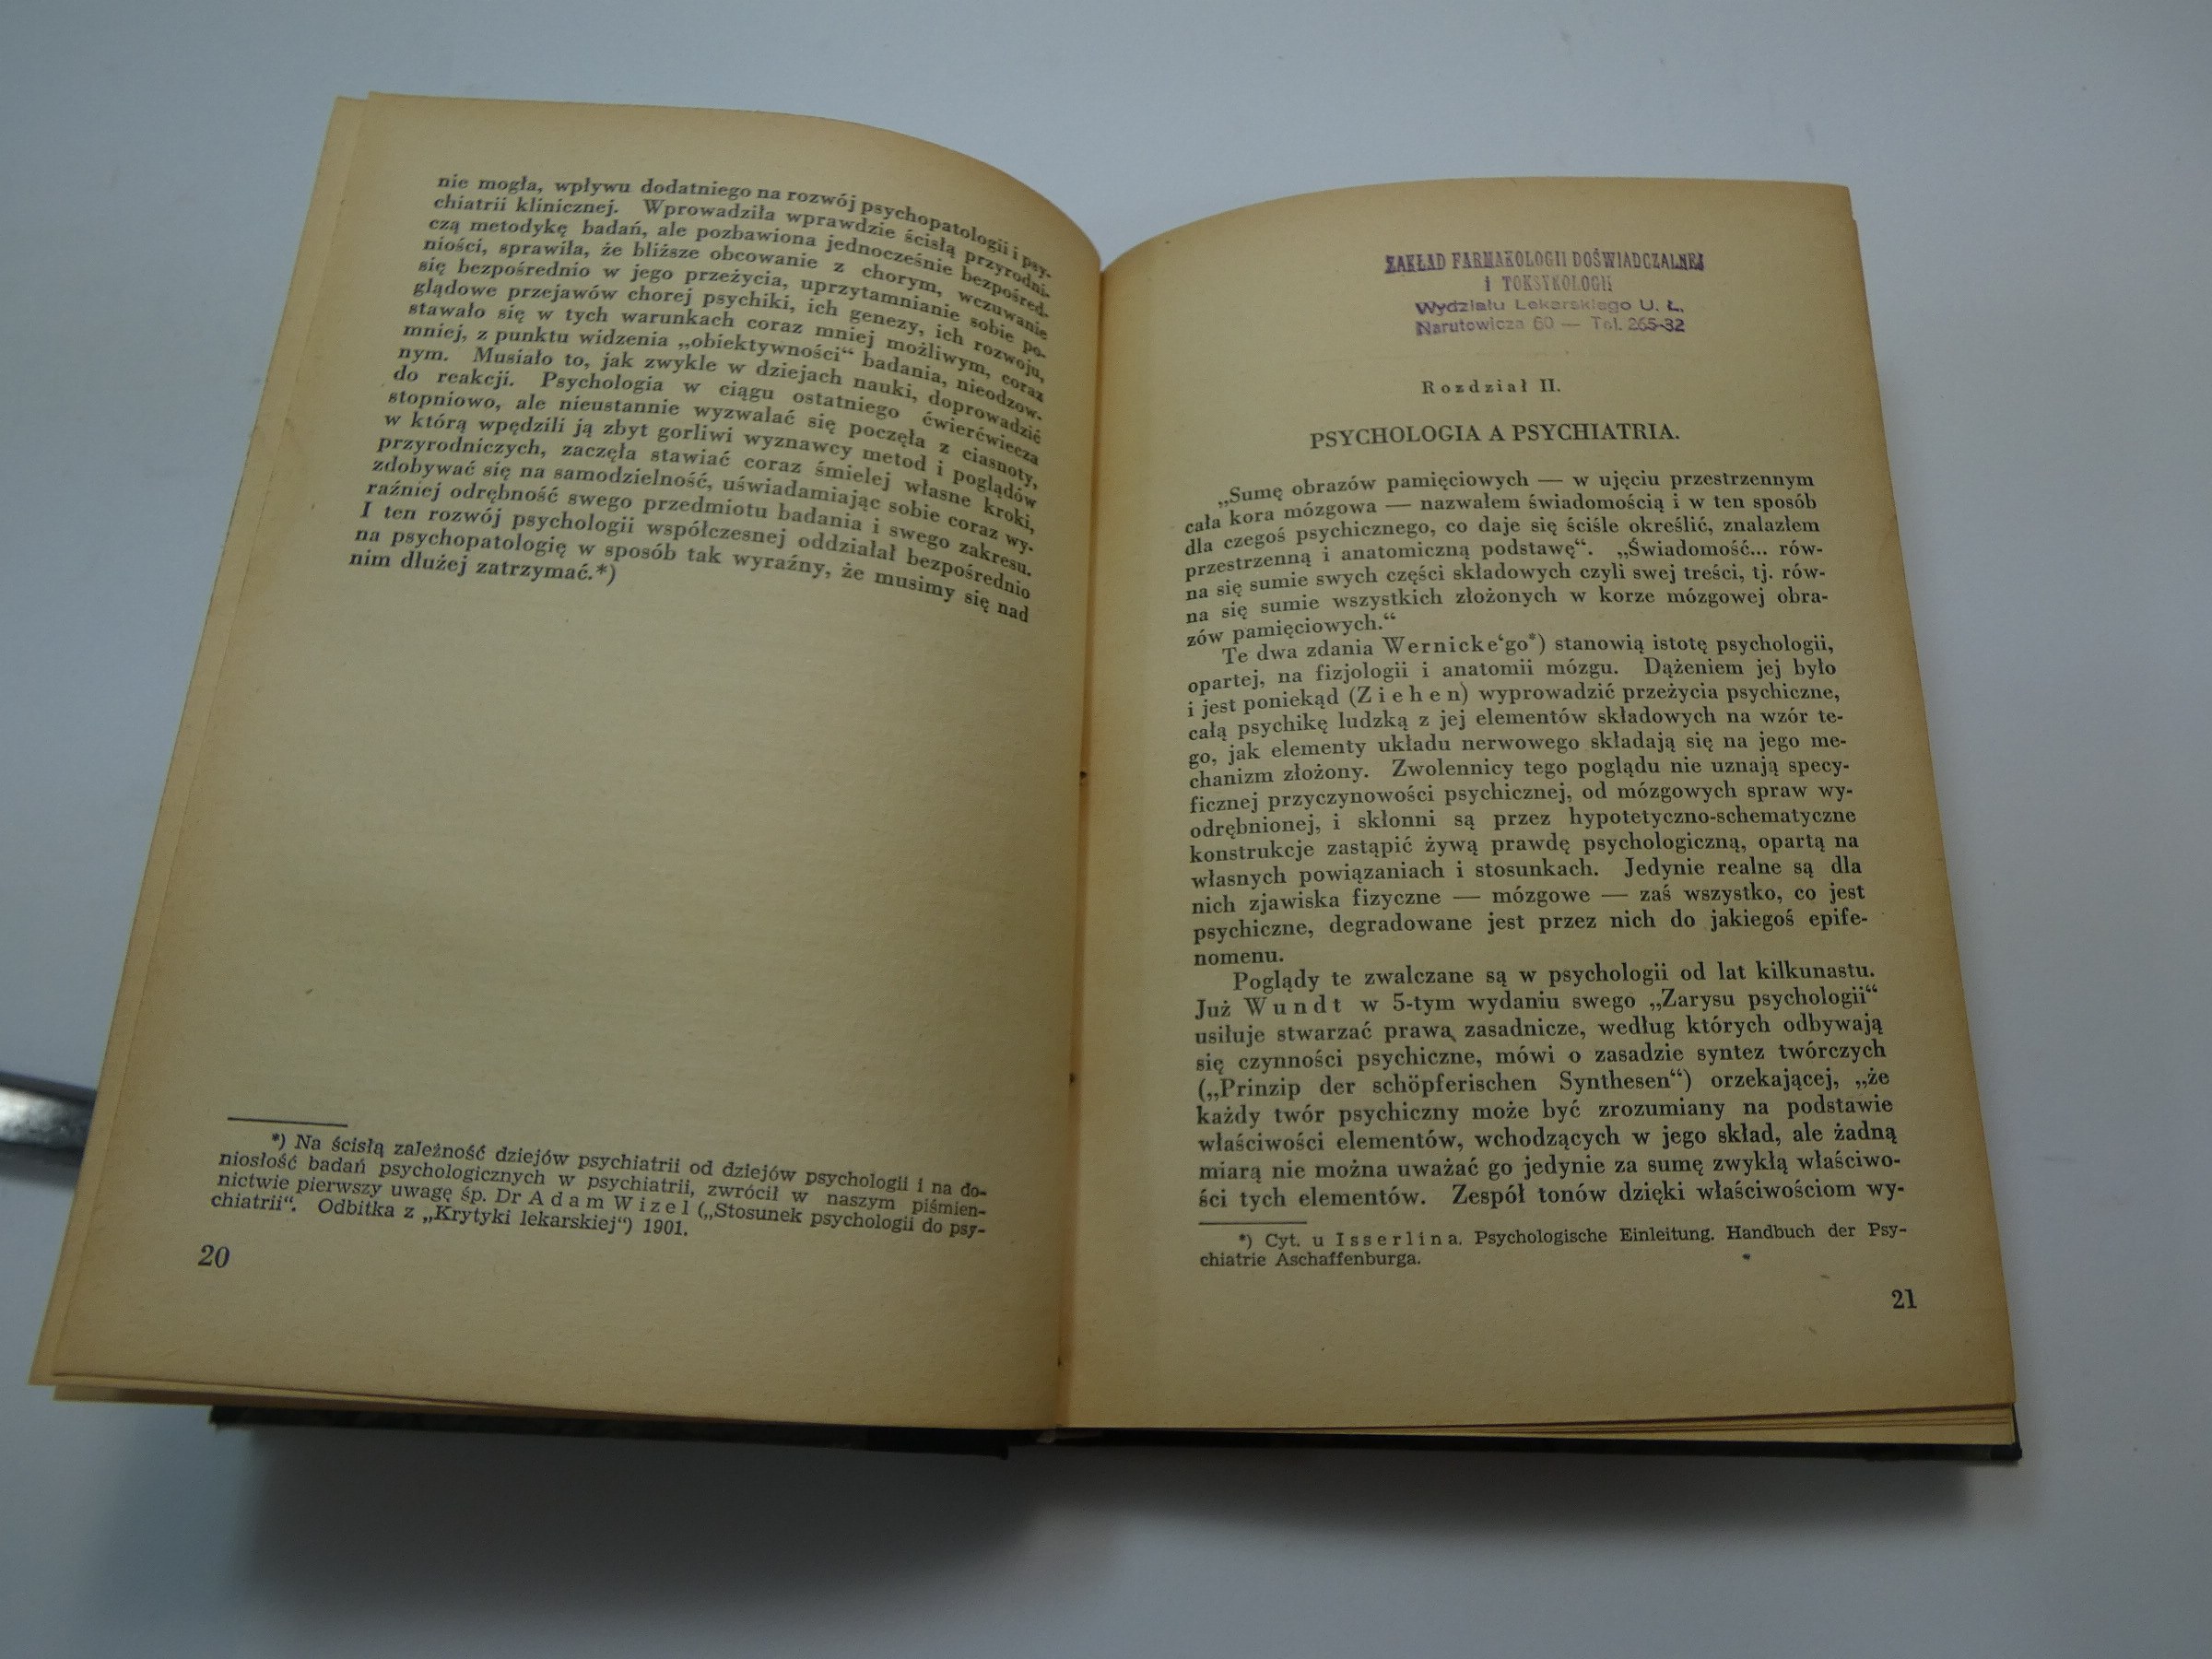 nie mogła, wpływu dodatniego na rozwój psychopatologii i psy-
chiatrii klinicznej. Wprowadziła wprawdzie ścisłą przyrodni-
czą metodykę badań, ale pozbawiona jednocześnie bezpośred-
niości, sprawiła, że bliższe obcowanie z chorym, wczuwanie
się bezpośrednio w jego przeżycia, uprzytamnianie sobie po-
glądowe przejawów chorej psychiki, ich genezy, ich rozwoju,
stawało się w tych warunkach coraz mniej możliwym, coraz
mniej, z punktu widzenia „obiektywności“ badania, nieodzow-
nym. Musiało to, jak zwykle w dziejach nauki, doprowadzić
do reakcji. Psychologia w ciągu ostatniego ćwierćwiecza
stopniowo, ale nieustannie wyzwalać się poczęła z ciasnoty,
w którą wpędzili ją zbyt gorliwi wyznawcy metod i poglądów
przyrodniczych, zaczęła stawiać coraz śmielej własne kroki,
zdobywać się na samodzielność, uświadamiając sobie coraz wy-
raźniej odrębność swego przedmiotu badania i swego zakresu.
I ten rozwój psychologii współczesnej oddziałał bezpośrednio
na psychopatologię w sposób tak wyraźny, że musimy się nad
nim dłużej zatrzymać.*)
*) Na ścisłą zależność dziejów psychiatrii od dziejów psychologii i na do-
niosłość badań psychologicznych w psychiatrii, zwrócił w naszym piśmien-
nictwie pierwszy uwagę śp. Dr Adam Wizel („Stosunek psychologii do psy-
chiatrii“. Odbitka z „Krytyki lekarskiej“) 1901.
20
ZAKŁAD FARMAKOLOGII DOŚWIADCZALNEJ
i TOKSYKOLOGII
Wydziału Lekarskiego U. Ł.
Narutowicza 60 — Tel. 265-32
Rozdział II.
PSYCHOLOGIA A PSYCHIATRIA.
„Sumę obrazów pamięciowych — w ujęciu przestrzennym
cała kora mózgowa — nazwałem świadomością i w ten sposób
dla czegoś psychicznego, co daje się ściśle określić, znalazłem
przestrzenną i anatomiczną podstawę“. „Świadomość... rów-
na się sumie swych części składowych czyli swej treści, tj. rów-
na się sumie wszystkich złożonych w korze mózgowej obra-
zów pamięciowych.“
Te dwa zdania Wernicke‘go*) stanowią istotę psychologii,
opartej, na fizjologii i anatomii mózgu. Dążeniem jej było
i jest poniekąd (Ziehen) wyprowadzić przeżycia psychiczne,
całą psychikę ludzką z jej elementów składowych na wzór te-
go, jak elementy układu nerwowego składają się na jego me-
chanizm złożony. Zwolennicy tego poglądu nie uznają specy-
ficznej przyczynowości psychicznej, od mózgowych spraw wy-
odrębnionej, i skłonni są przez hypotetyczno-schematyczne
konstrukcje zastąpić żywą prawdę psychologiczną, opartą na
własnych powiązaniach i stosunkach. Jedynie realne są dla
nich zjawiska fizyczne — mózgowe — zaś wszystko, co jest
psychiczne, degradowane jest przez nich do jakiegoś epife-
nomenu.
Poglądy te zwalczane są w psychologii od lat kilkunastu.
Już Wundt w 5-tym wydaniu swego „Zarysu psychologii“
usiłuje stwarzać prawa, zasadnicze, według których odbywają
się czynności psychiczne, mówi o zasadzie syntez twórczych
(„Prinzip der schöpferischen Synthesen“) orzekającej, „że
każdy twór psychiczny może być zrozumiany na podstawie
właściwości elementów, wchodzących w jego skład, ale żadną
miarą nie można uważać go jedynie za sumę zwykłą właściwo-
ści tych elementów. Zespół tonów dzięki właściwościom wy-
*) Cyt. u Isserlina. Psychologische Einleitung. Handbuch der Psy-
chiatrie Aschaffenburga.
21